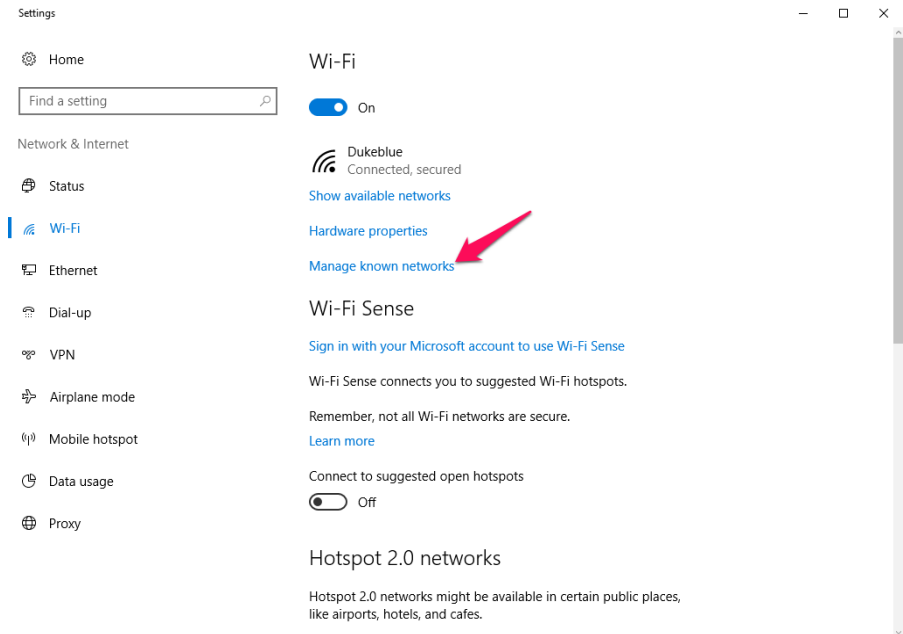 Settings
Home
Find a setting
Network & Internet
Status
Wi-Fi
Ethernet
Dial-up
VPN
Airplane mode
Mobile hotspot
Data usage
Proxy
Wi-Fi
On
Dukeblue
Connected, secured
Show available networks
Hardware properties
Manage known networks
Wi-Fi Sense
Sign in with your Microsoft account to use Wi-Fi Sense
Wi-Fi Sense connects you to suggested Wi-Fi hotspots.
Remember, not all Wi-Fi networks are secure.
Learn more
Connect to suggested open hotspots
Off
Hotspot 2.0 networks
Hotspot 2.0 networks might be available in certain public places,
like airports, hotels, and cafes.